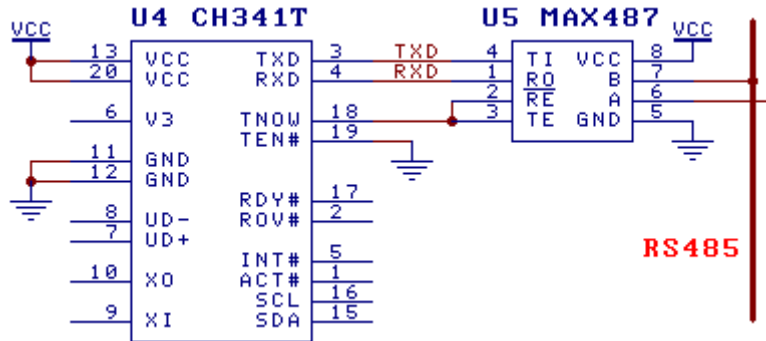 U4 CH341T
U5 MAX487
VCC
VCC
13 VCC TXD 3 TXD 4 TI VCC 8
20 VCC RXD 4 RXD 1 RO B 7
2 RE A 6
6 V3 TNOW 18 3 TE GND 5
TEN# 19
11 GND
12 GND
RDY# 17
8 UD- ROV# 2
7 UD+
INT# 5
RS485
10 XO ACT# 1
SCL 16
9 XI SDA 15